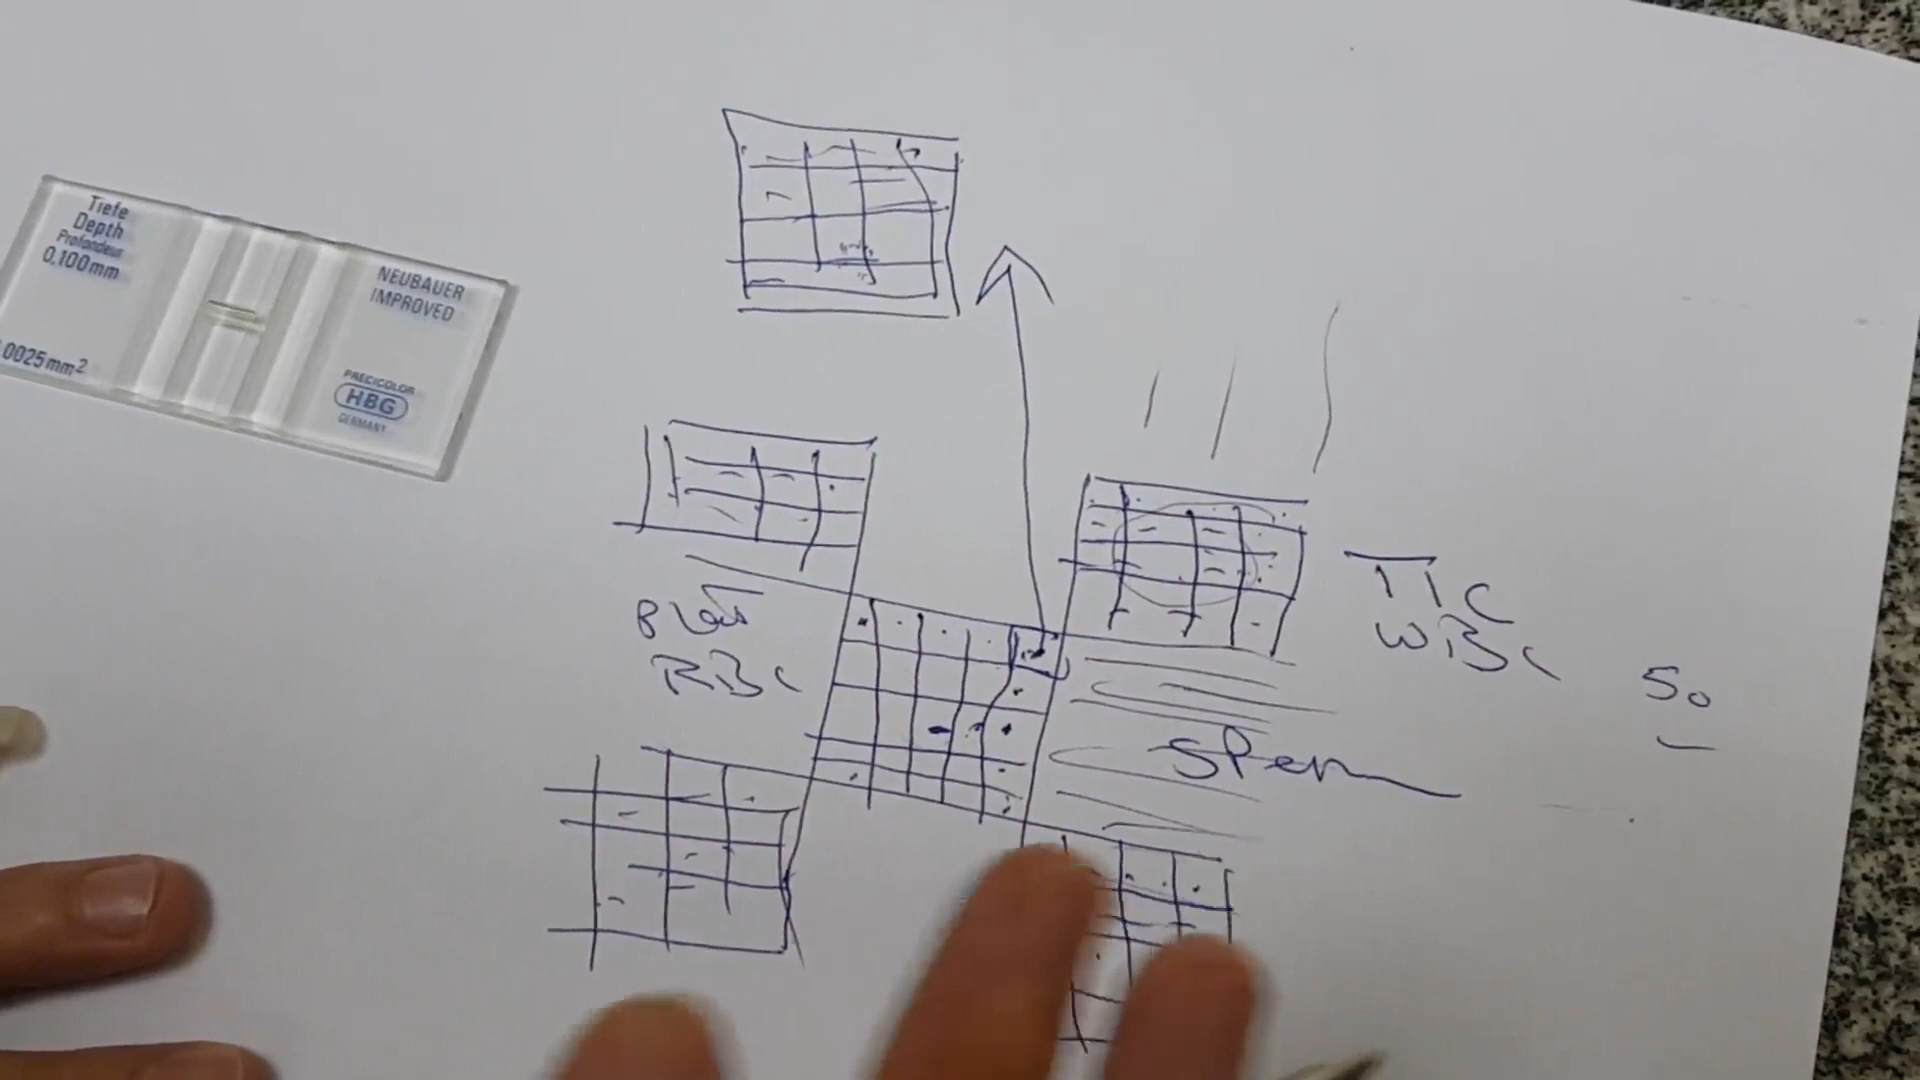 Tiefe
Depth
Profondeur
0,100mm
0025mm²
NEUBAUER
IMPROVED
PRECICOLOR
HBG
GERMANY
RBC
TLC
WBC
50
Sperm